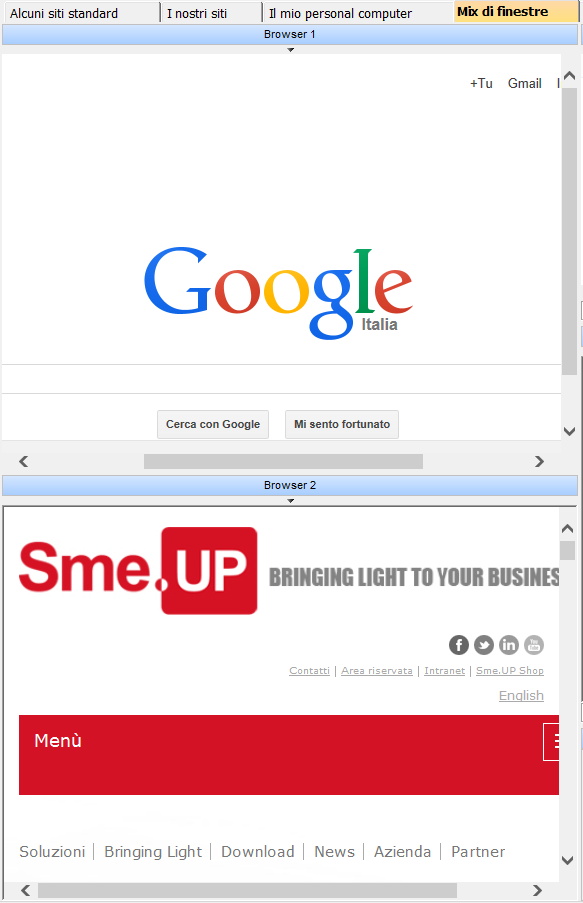 Alcuni siti standard I nostri siti Il mio personal computer Mix di finestre
Browser 1
+Tu Gmail
Google
Italia
Cerca con Google Mi sento fortunato
Browser 2
Sme.UP BRINGING LIGHT TO YOUR BUSINES
Contatti | Area riservata | Intranet | Sme.UP Shop
English
Menù
Soluzioni | Bringing Light | Download | News | Azienda | Partner